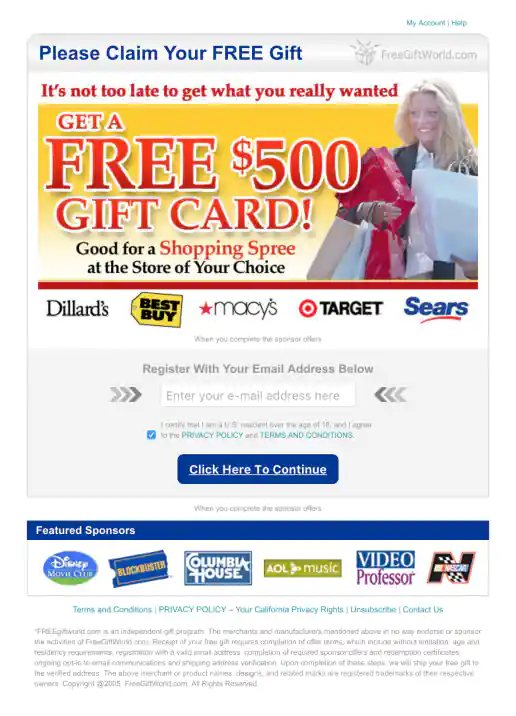 My Account | Help
Please Claim Your FREE Gift
FreeGiftWorld.com
It's not too late to get what you really wanted
GET A
FREE $500
GIFT CARD!
Good for a Shopping Spree
at the Store of Your Choice
Dillard's BEST BUY macy's TARGET Sears
When you complete the sponsor offers
Register With Your Email Address Below
Enter your e-mail address here
I certify that I am a U.S. resident over the age of 18, and I agree
to the PRIVACY POLICY and TERMS AND CONDITIONS.
Click Here To Continue
When you complete the sponsor offers
Featured Sponsors
Disney MOVIE CLUB BLOCKBUSTER COLUMBIA HOUSE AOL music VIDEO Professor NASCAR
Terms and Conditions | PRIVACY POLICY – Your California Privacy Rights | Unsubscribe | Contact Us
*FREEgiftworld.com is an independent gift program. The merchants and manufacturers mentioned above in no way endorse or sponsor
the activities of FreeGiftWorld.com. Receipt of your free gift requires completion of offer terms, which include without limitation: age and
residency requirements, registration with a valid email address, completion of required sponsor offers and redemption certificates,
ongoing opt-in to email communications and shipping address verification. Upon completion of these steps, we will ship your free gift to
the verified address. The above merchant or product names, designs, and related marks are registered trademarks of their respective
owners. Copyright @2005. FreeGiftWorld.com. All Rights Reserved.